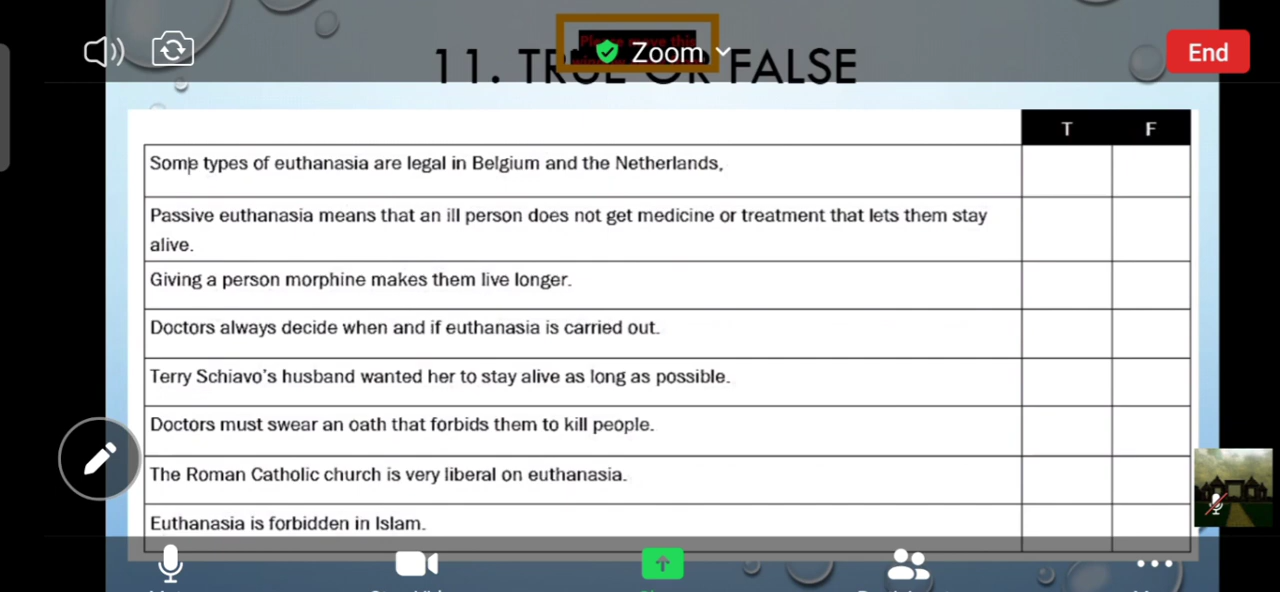 Zoom
End
11. TRUE OR FALSE
T F
Some types of euthanasia are legal in Belgium and the Netherlands,
Passive euthanasia means that an ill person does not get medicine or treatment that lets them stay
alive.
Giving a person morphine makes them live longer.
Doctors always decide when and if euthanasia is carried out.
Terry Schiavo's husband wanted her to stay alive as long as possible.
Doctors must swear an oath that forbids them to kill people.
The Roman Catholic church is very liberal on euthanasia.
Euthanasia is forbidden in Islam.